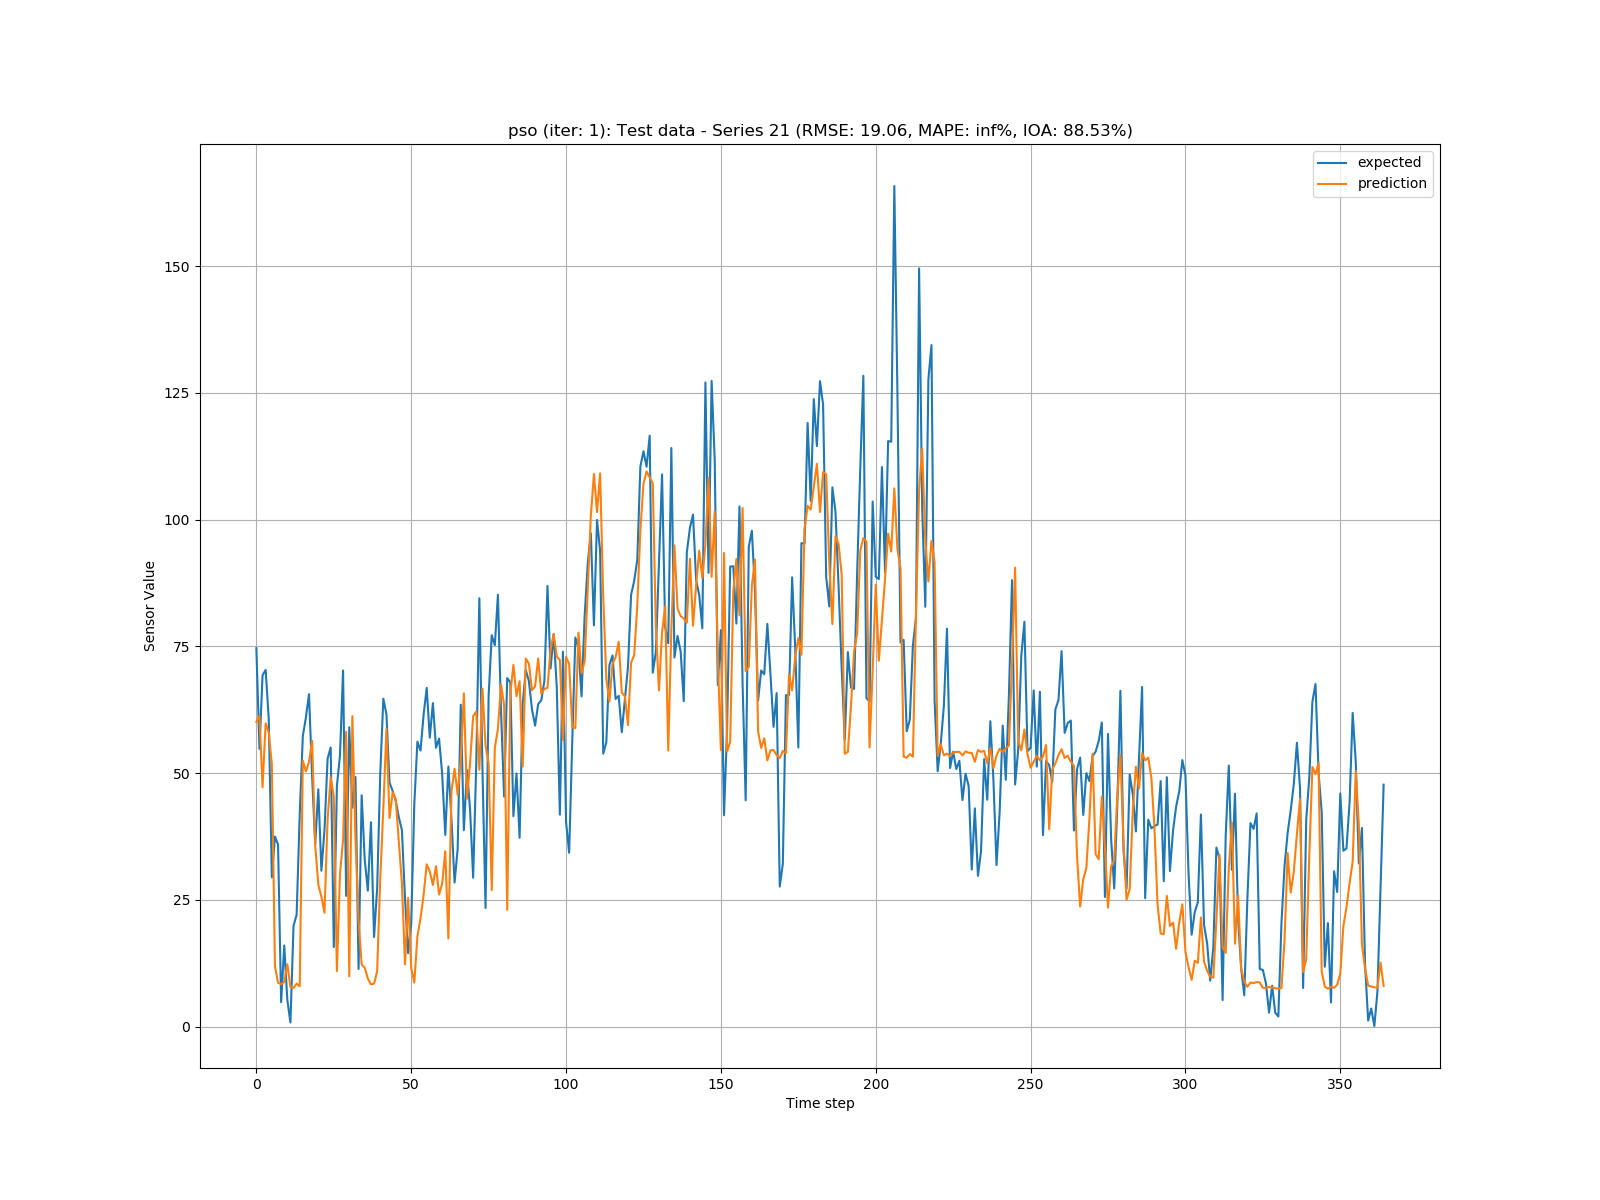 pso (iter: 1): Test data - Series 21 (RMSE: 19.06, MAPE: inf%, IOA: 88.53%)
expected
prediction
Sensor Value
150
125
100
75
50
25
0
0 50 100 150 200 250 300 350
Time step